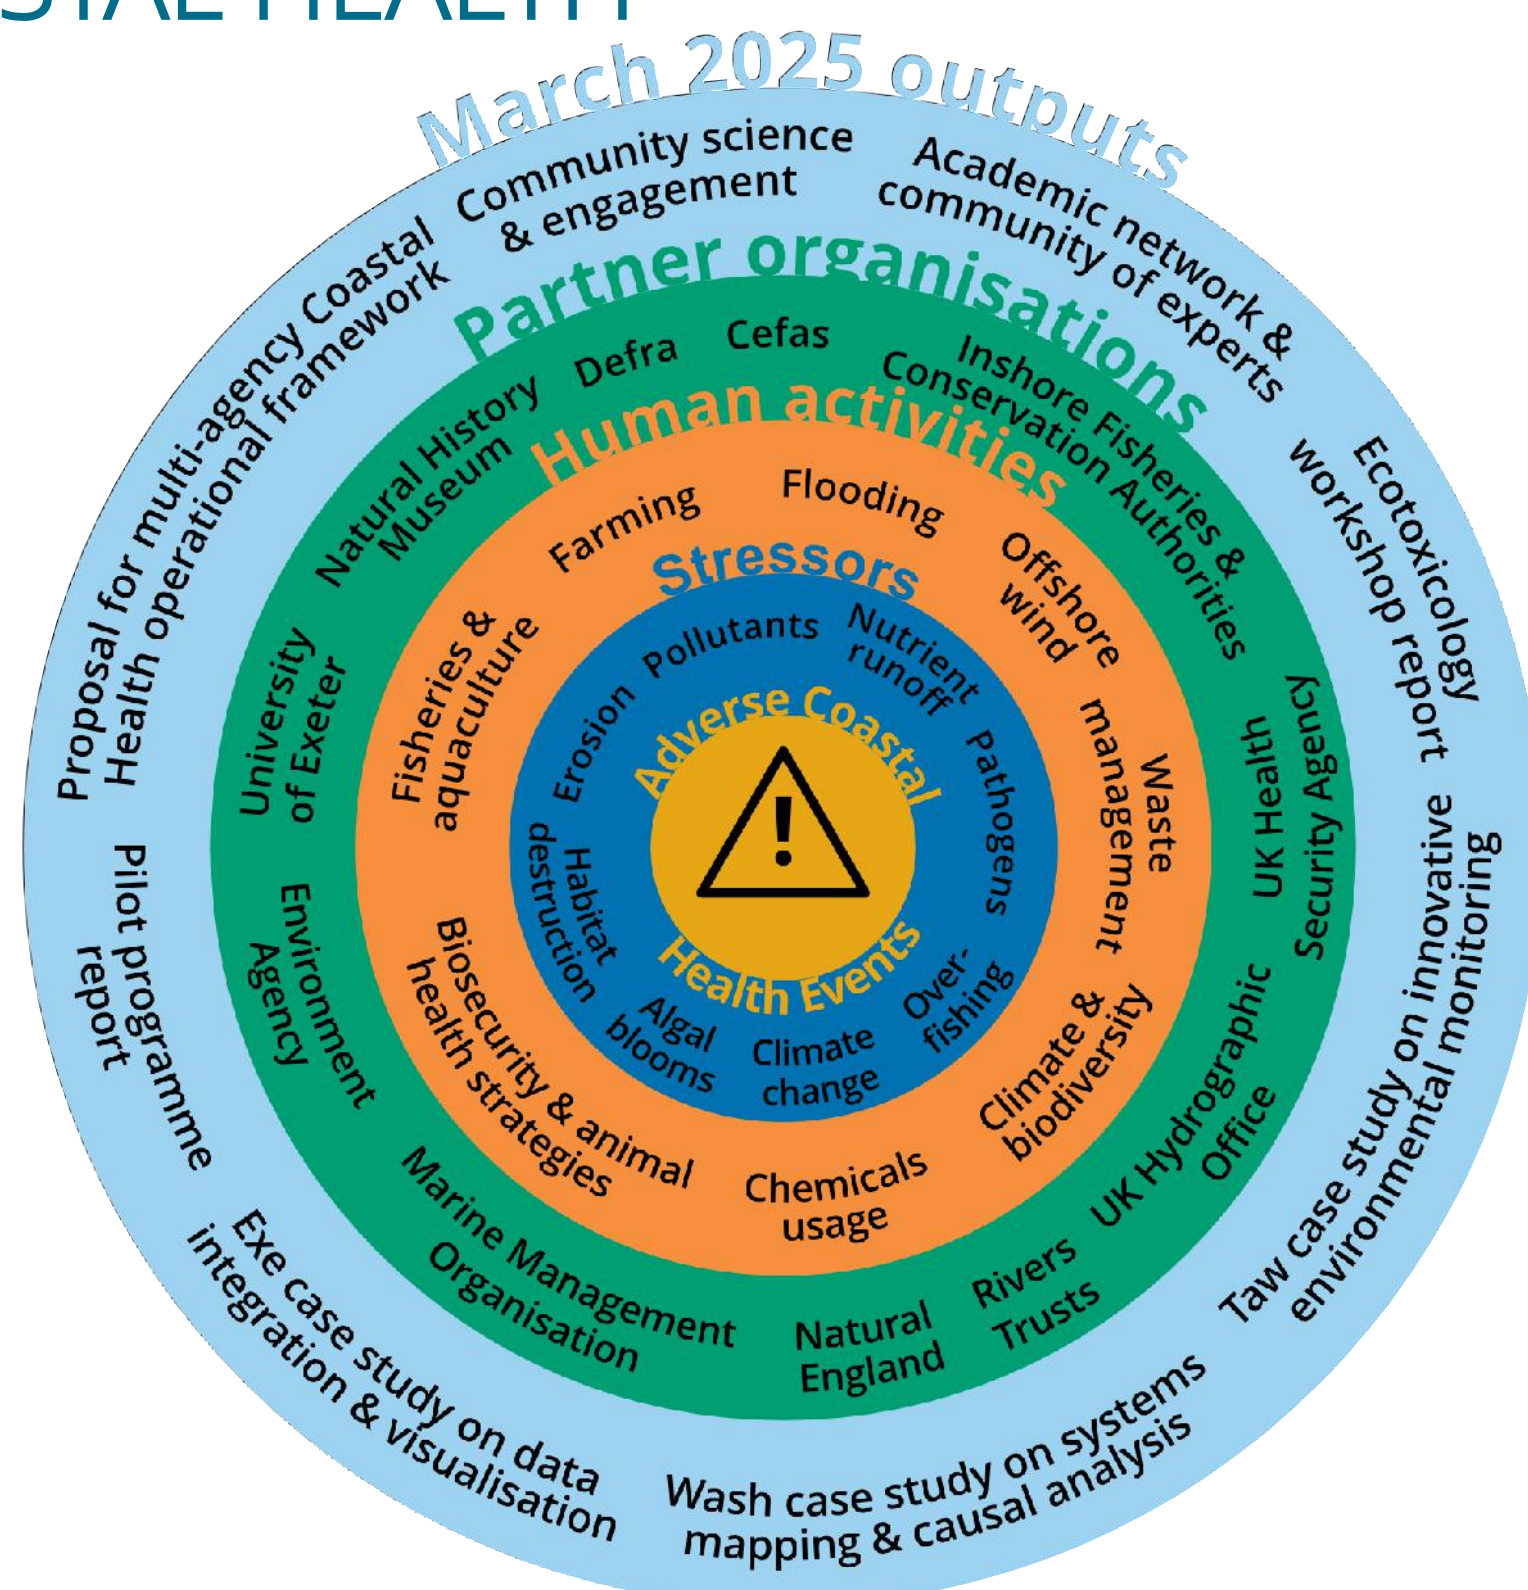 STAL HEALTH
March 2025 outputs
Community science
& engagement
Academic network &
community of experts
Ecotoxicology
workshop report
Taw case study on innovative
environmental monitoring
Wash case study on systems
mapping & causal analysis
Exe case study on data
integration & visualisation
Pilot programme
report
Proposal for multi-agency Coastal
Health operational framework
Partner organisations
Cefas
Inshore Fisheries &
Conservation Authorities
UK Health
Security Agency
UK Hydrographic
Office
Rivers
Trusts
Natural
England
Marine Management
Organisation
Environment
Agency
University
of Exeter
Natural History
Museum
Defra
Human activities
Flooding
Offshore
wind
Waste
management
Climate &
biodiversity
Chemicals
usage
Biosecurity & animal
health strategies
Fisheries &
aquaculture
Farming
Stressors
Pollutants
Nutrient
runoff
Pathogens
Over-
fishing
Climate
change
Algal
blooms
Habitat
destruction
Erosion
Adverse Coastal
!
Health Events